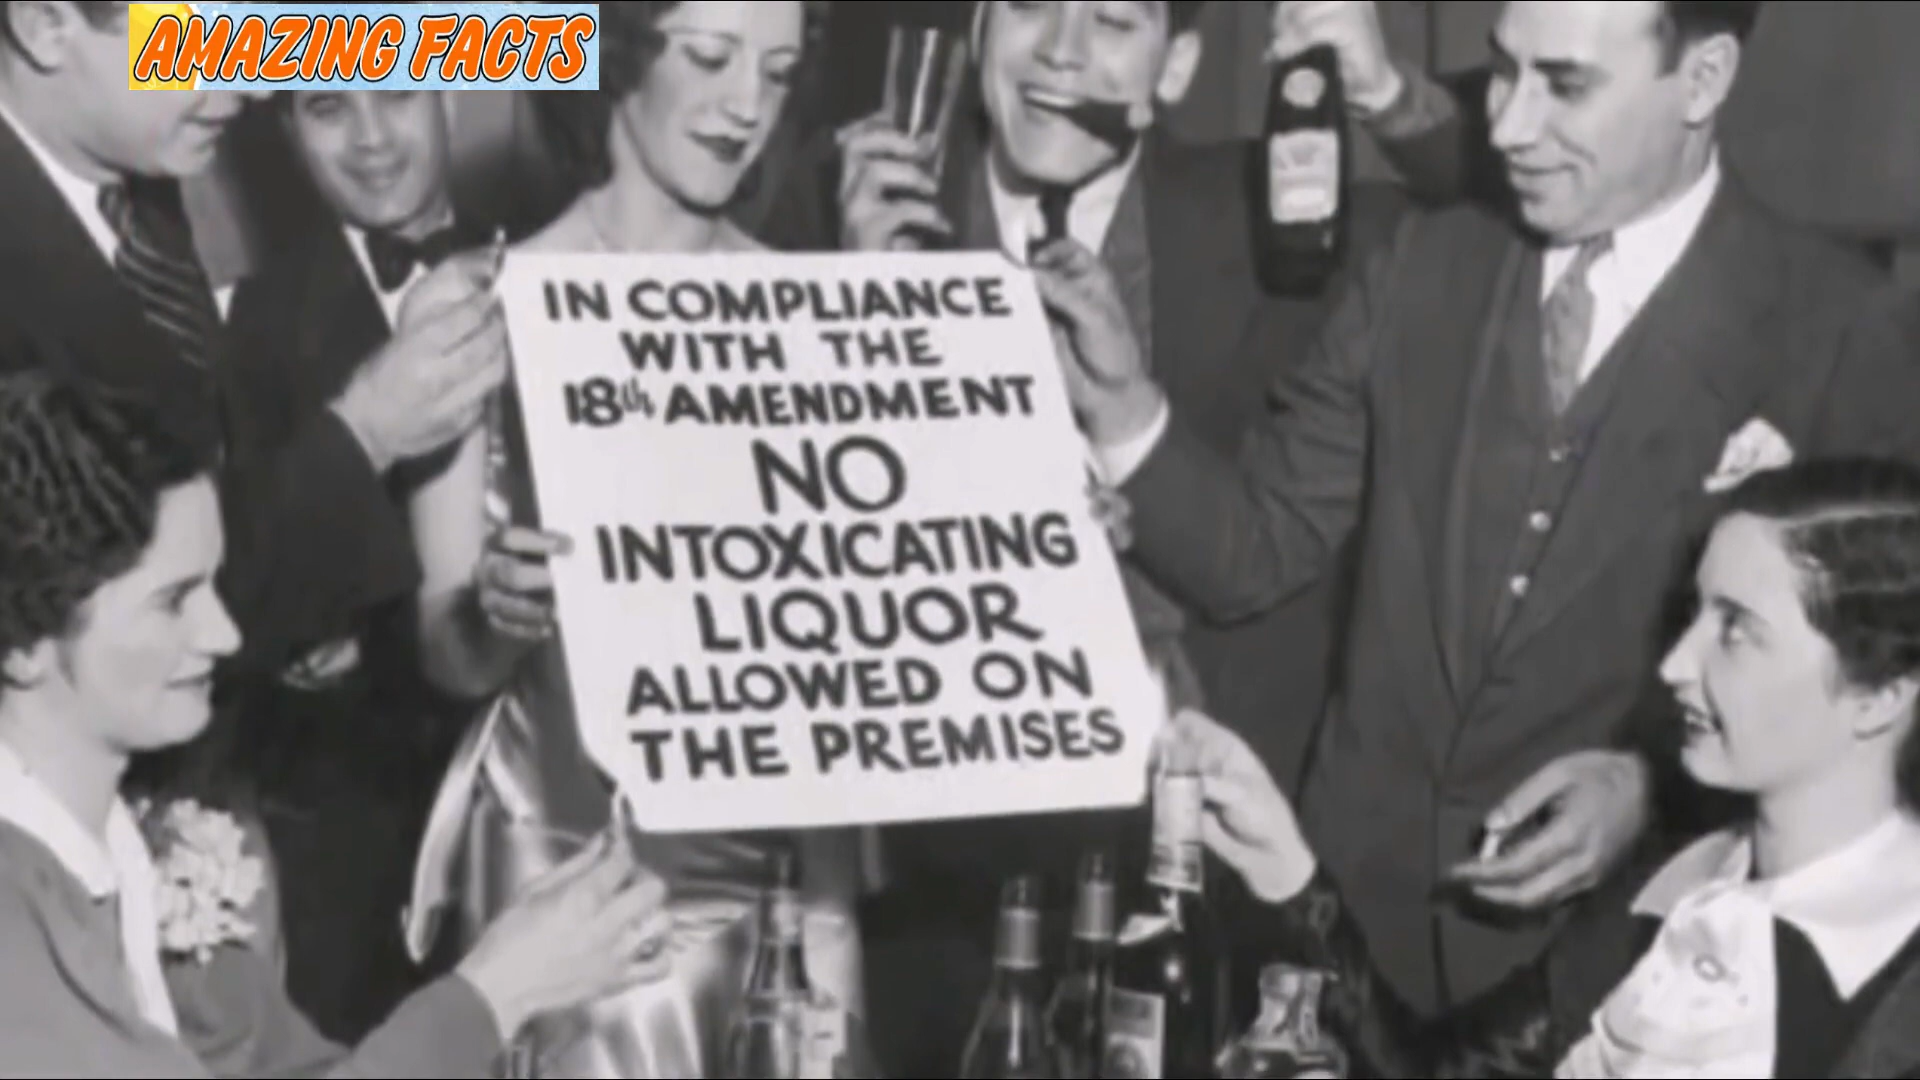 AMAZING FACTS
IN COMPLIANCE
WITH THE
18th AMENDMENT
NO
INTOXICATING
LIQUOR
ALLOWED ON
THE PREMISES